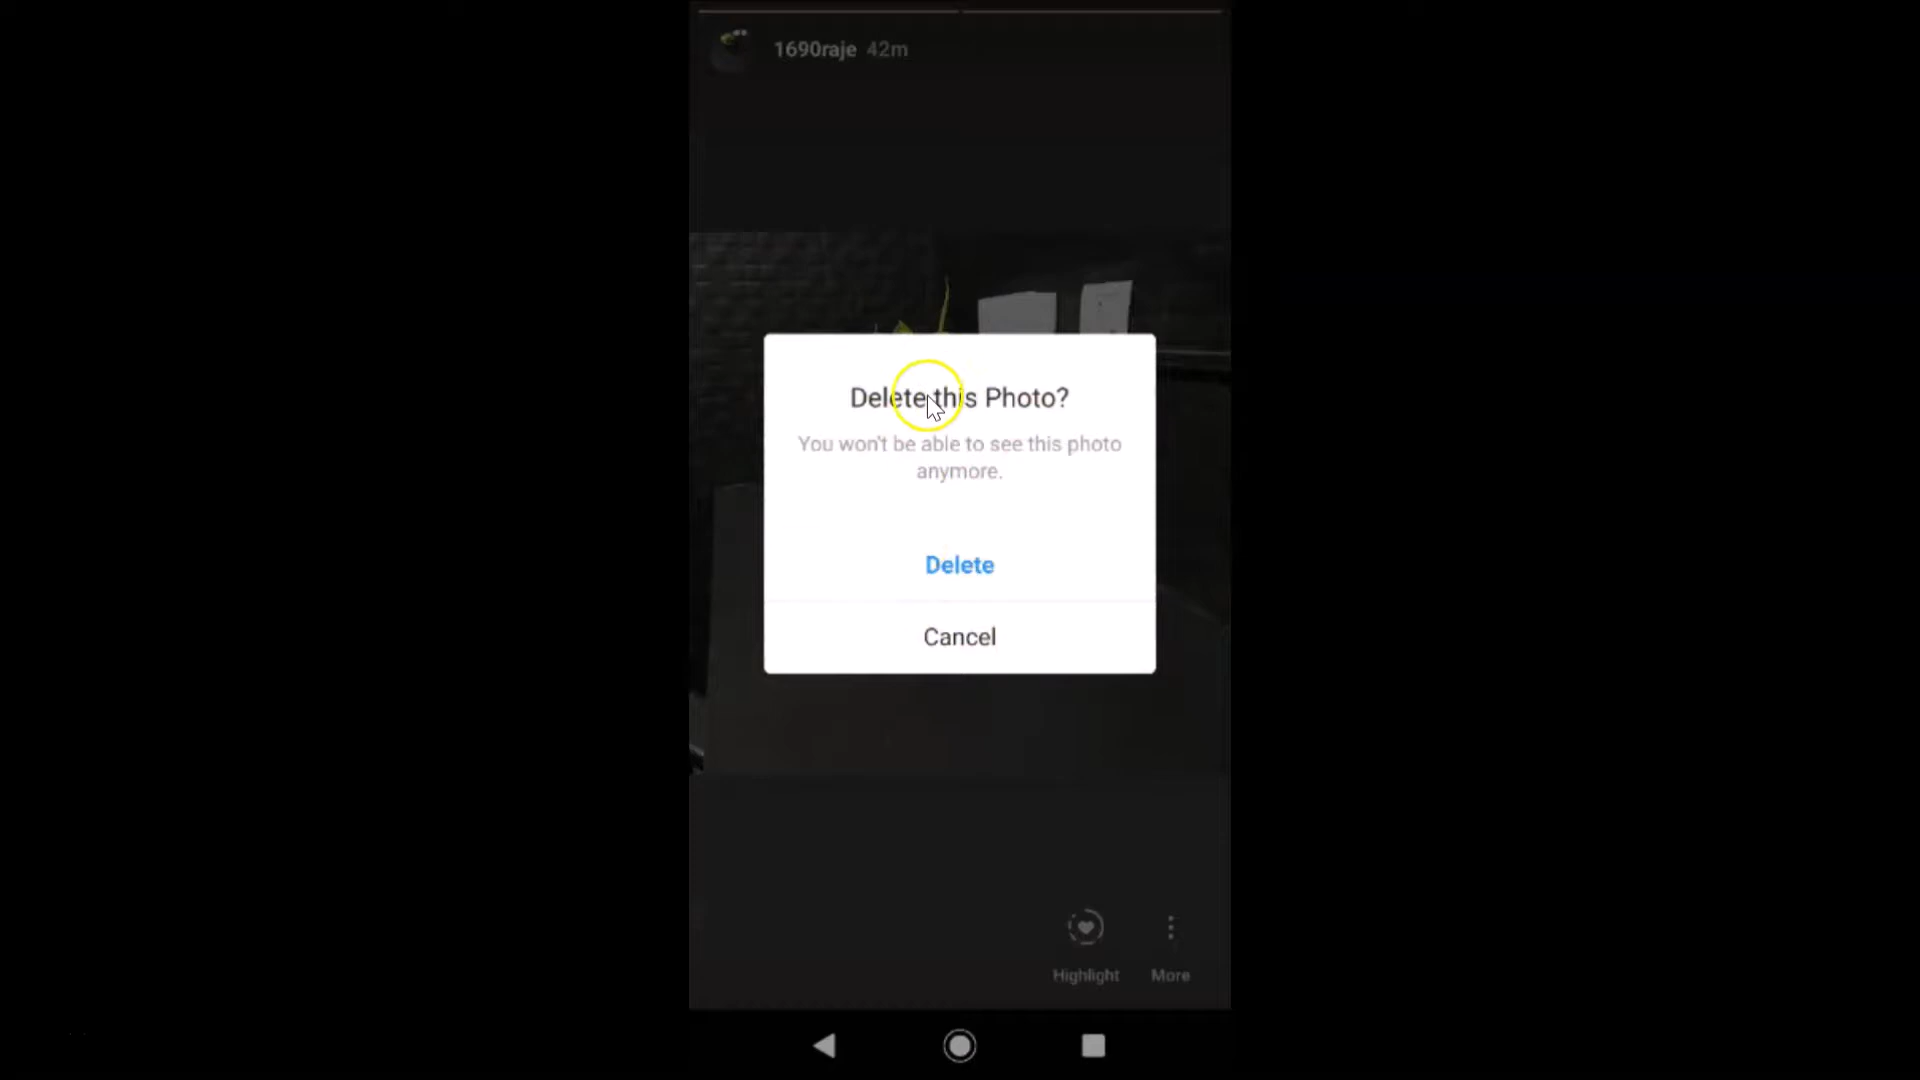 1690raje 42m
Delete this Photo?
You won't be able to see this photo
anymore.
Delete
Cancel
Highlight
More